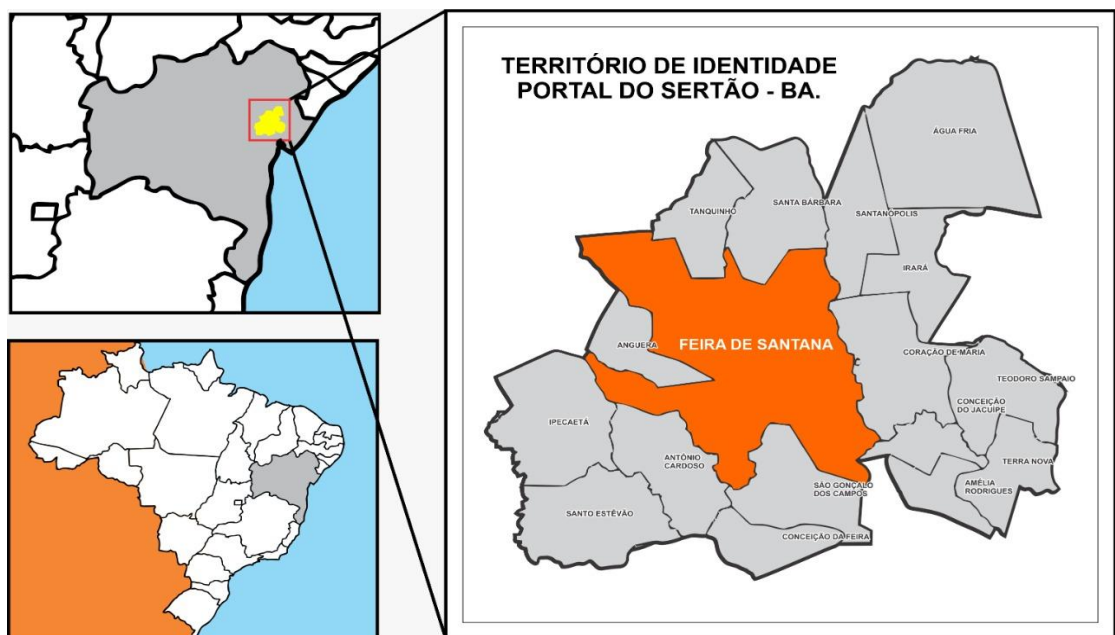 TERRITÓRIO DE IDENTIDADE
PORTAL DO SERTÃO - BA.
ÁGUA FRIA
TANQUINHO
SANTA BÁRBARA
SANTANÓPOLIS
IRARÁ
ANGUERA
FEIRA DE SANTANA
CORAÇÃO DE MARIA
TEODORO SAMPAIO
CONCEIÇÃO
DO JACUÍPE
IPECAETÁ
ANTÔNIO
CARDOSO
TERRA NOVA
AMÉLIA
RODRIGUES
SÃO GONÇALO
DOS CAMPOS
SANTO ESTÊVÃO
CONCEIÇÃO DA FEIRA